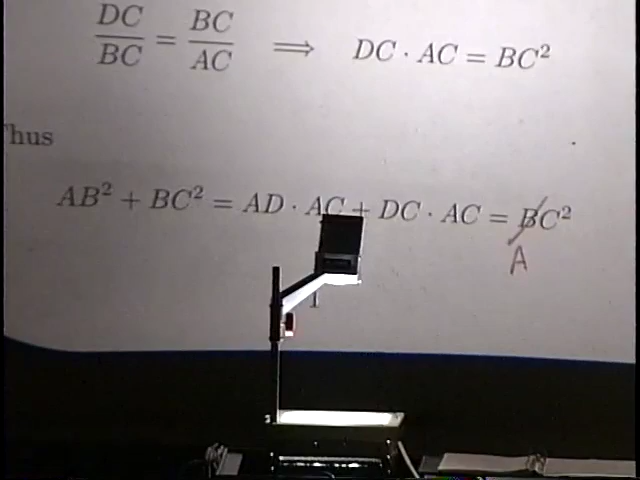 DC/BC = BC/AC ⟹ DC · AC = BC²
Thus
AB² + BC² = AD · AC + DC · AC = BC²
A